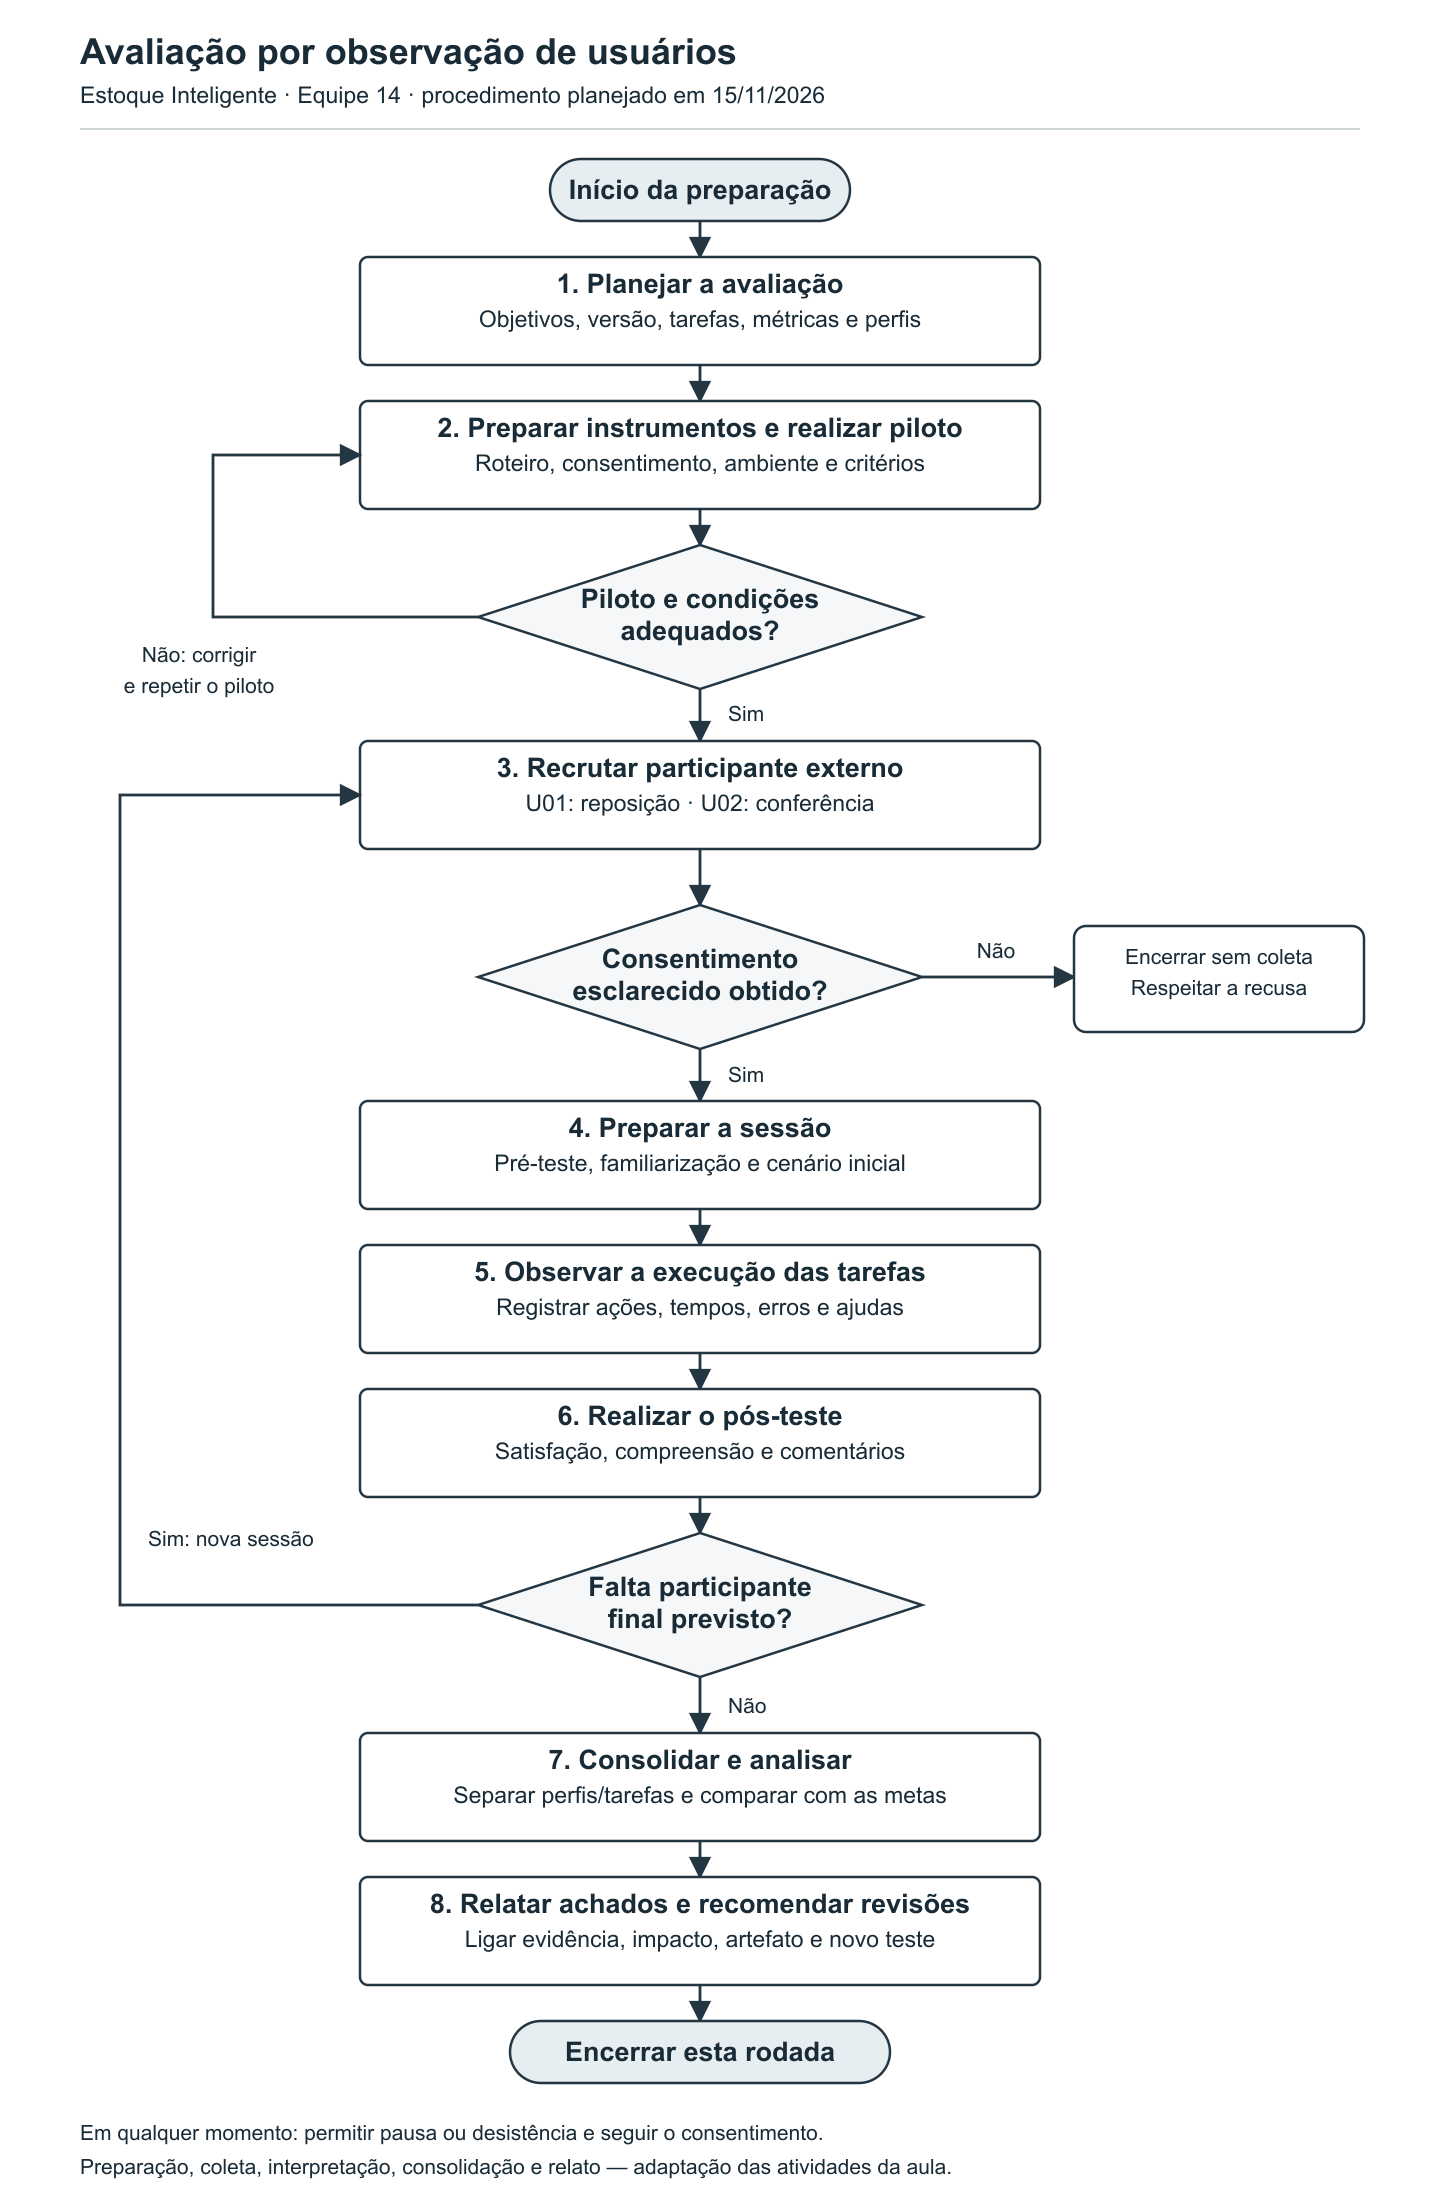 Avaliação por observação de usuários
Estoque Inteligente · Equipe 14 · procedimento planejado em 15/11/2026
Início da preparação
1. Planejar a avaliação
Objetivos, versão, tarefas, métricas e perfis
2. Preparar instrumentos e realizar piloto
Roteiro, consentimento, ambiente e critérios
Piloto e condições
adequados?
Não: corrigir
e repetir o piloto
Sim
3. Recrutar participante externo
U01: reposição · U02: conferência
Consentimento
esclarecido obtido?
Não
Encerrar sem coleta
Respeitar a recusa
Sim
4. Preparar a sessão
Pré-teste, familiarização e cenário inicial
5. Observar a execução das tarefas
Registrar ações, tempos, erros e ajudas
6. Realizar o pós-teste
Satisfação, compreensão e comentários
Sim: nova sessão
Falta participante
final previsto?
Não
7. Consolidar e analisar
Separar perfis/tarefas e comparar com as metas
8. Relatar achados e recomendar revisões
Ligar evidência, impacto, artefato e novo teste
Encerrar esta rodada
Em qualquer momento: permitir pausa ou desistência e seguir o consentimento.
Preparação, coleta, interpretação, consolidação e relato — adaptação das atividades da aula.